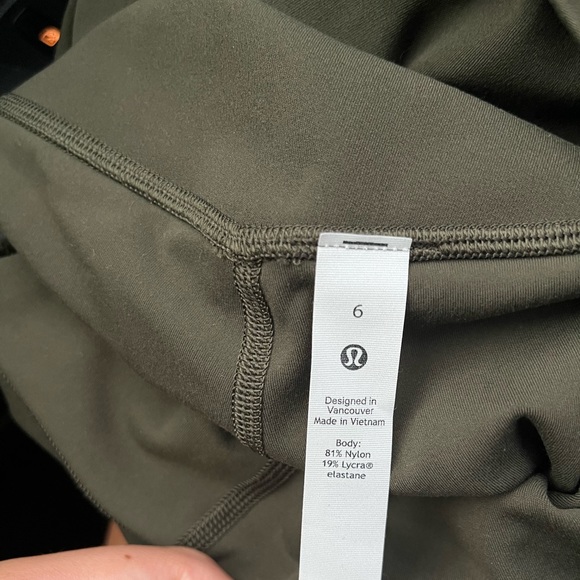 6
Designed in
Vancouver
Made in Vietnam
Body:
81% Nylon
19% Lycra®
elastane